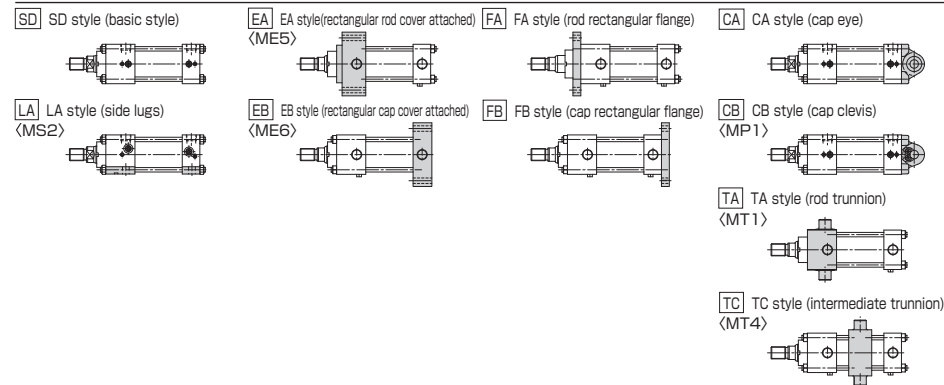 SD SD style (basic style)
EA EA style(rectangular rod cover attached)
〈ME5〉
FA FA style (rod rectangular flange)
CA CA style (cap eye)
LA LA style (side lugs)
〈MS2〉
EB EB style (rectangular cap cover attached)
〈ME6〉
FB FB style (cap rectangular flange)
CB CB style (cap clevis)
〈MP1〉
TA TA style (rod trunnion)
〈MT1〉
TC TC style (intermediate trunnion)
〈MT4〉